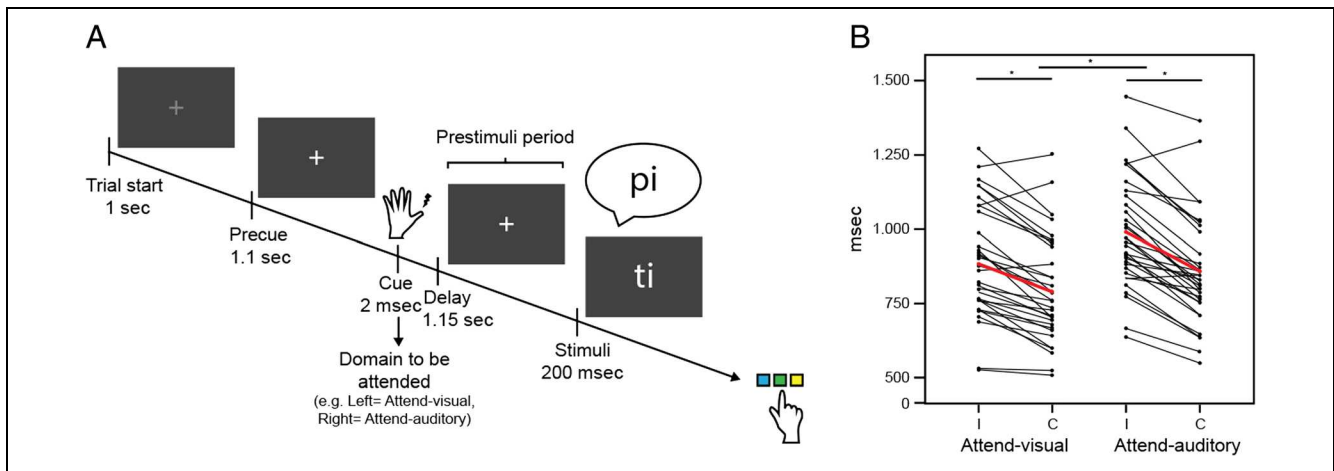 A
Trial start
1 sec
Precue
1.1 sec
Cue
2 msec
Domain to be
attended
(e.g. Left= Attend-visual,
Right= Attend-auditory)
Delay
1.15 sec
Prestimuli period
pi
ti
Stimuli
200 msec
B
msec
1.500
1.250
1.000
750
500
0
* * *
I C I C
Attend-visual Attend-auditory